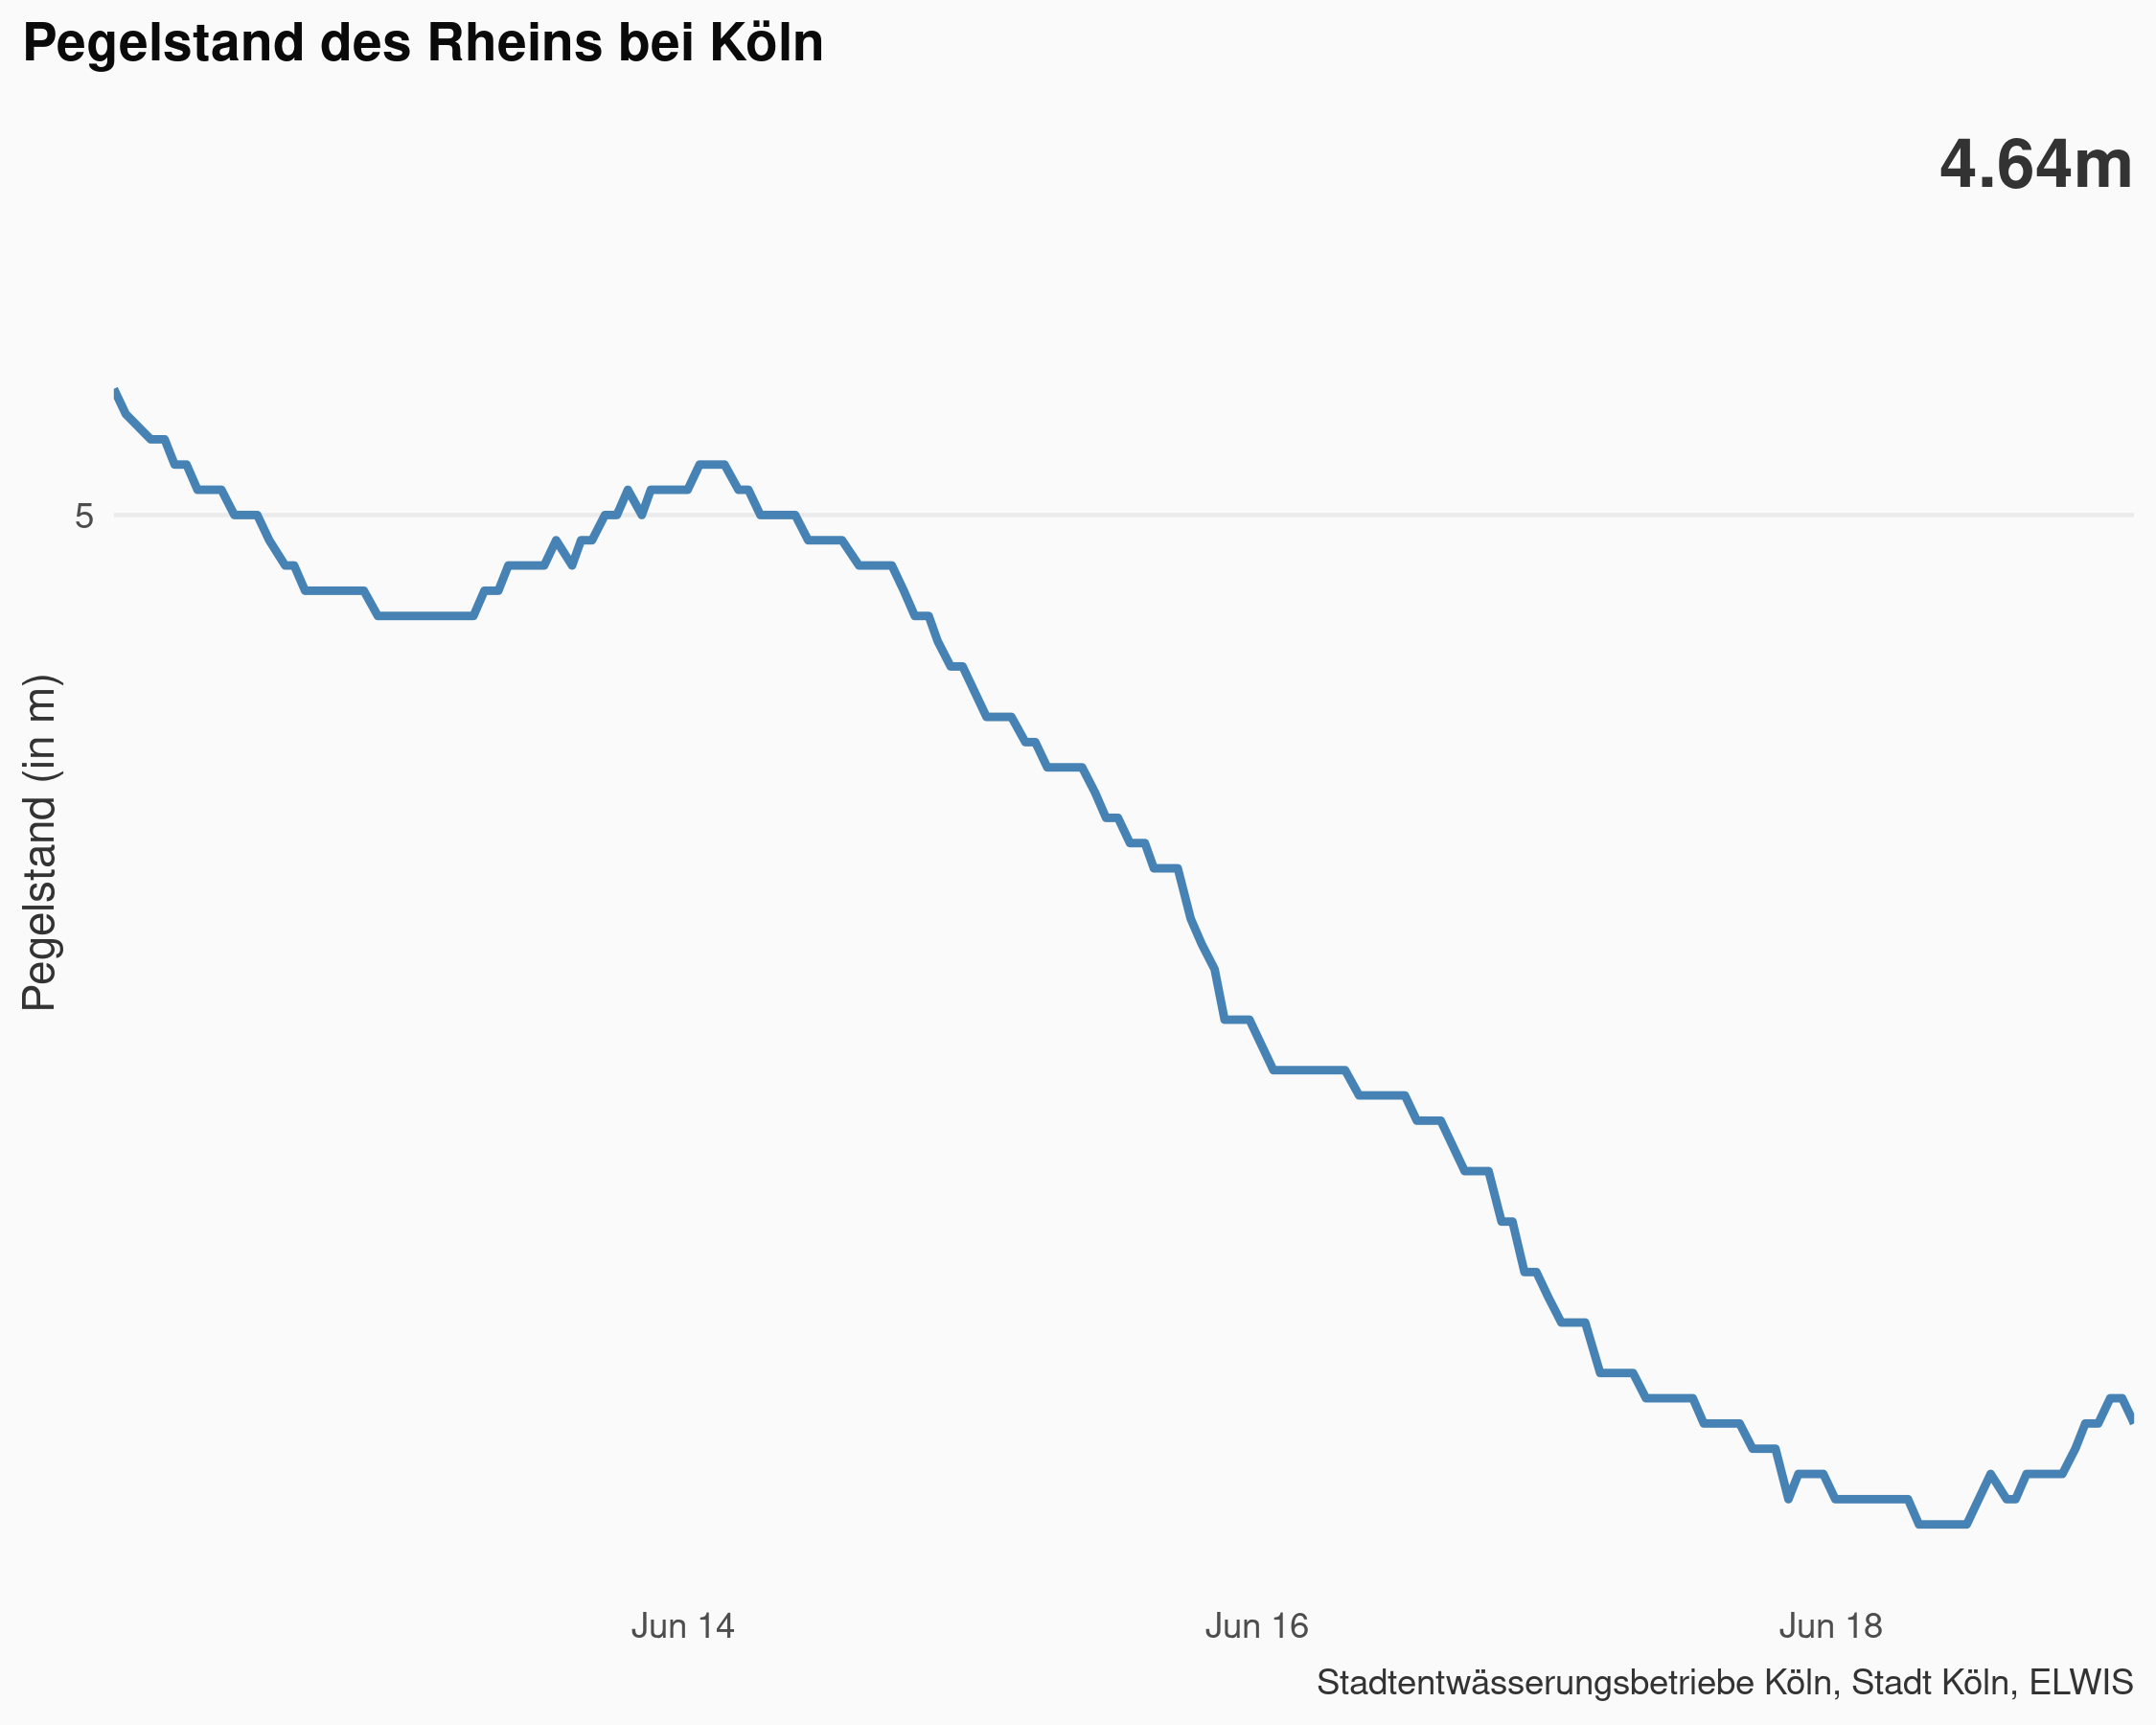 Pegelstand des Rheins bei Köln
4.64m
5
Pegelstand (in m)
Jun 14
Jun 16
Jun 18
Stadtentwässerungsbetriebe Köln, Stadt Köln, ELWIS